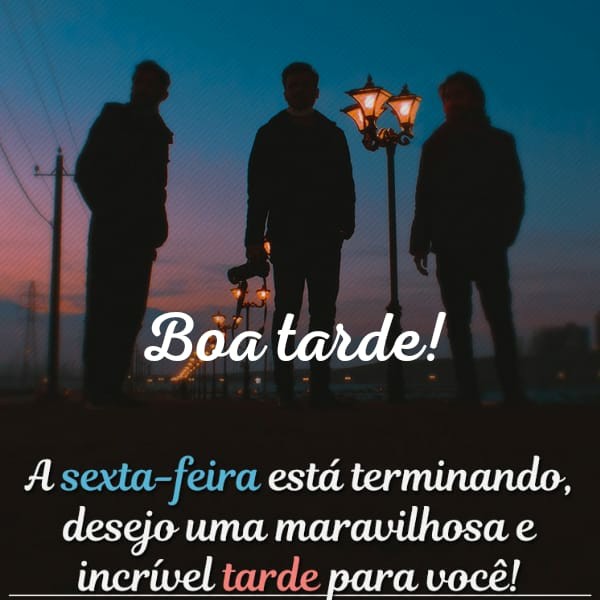 Boa tarde!
A sexta-feira está terminando,
desejo uma maravilhosa e
incrível tarde para você!